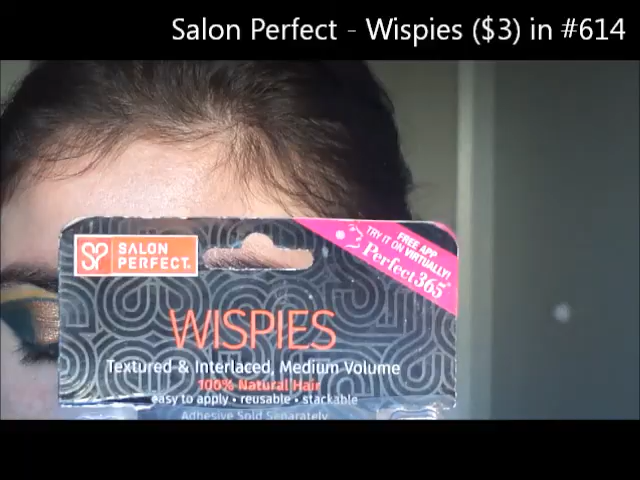 Salon Perfect - Wispies ($3) in #614
SP SALON
PERFECT.
FREE APP
TRY IT ON VIRTUALLY!
Perfect365
WISPIES
Textured & Interlaced, Medium Volume
100% Natural Hair
easy to apply • reusable • stackable
Adhesive Sold Separately